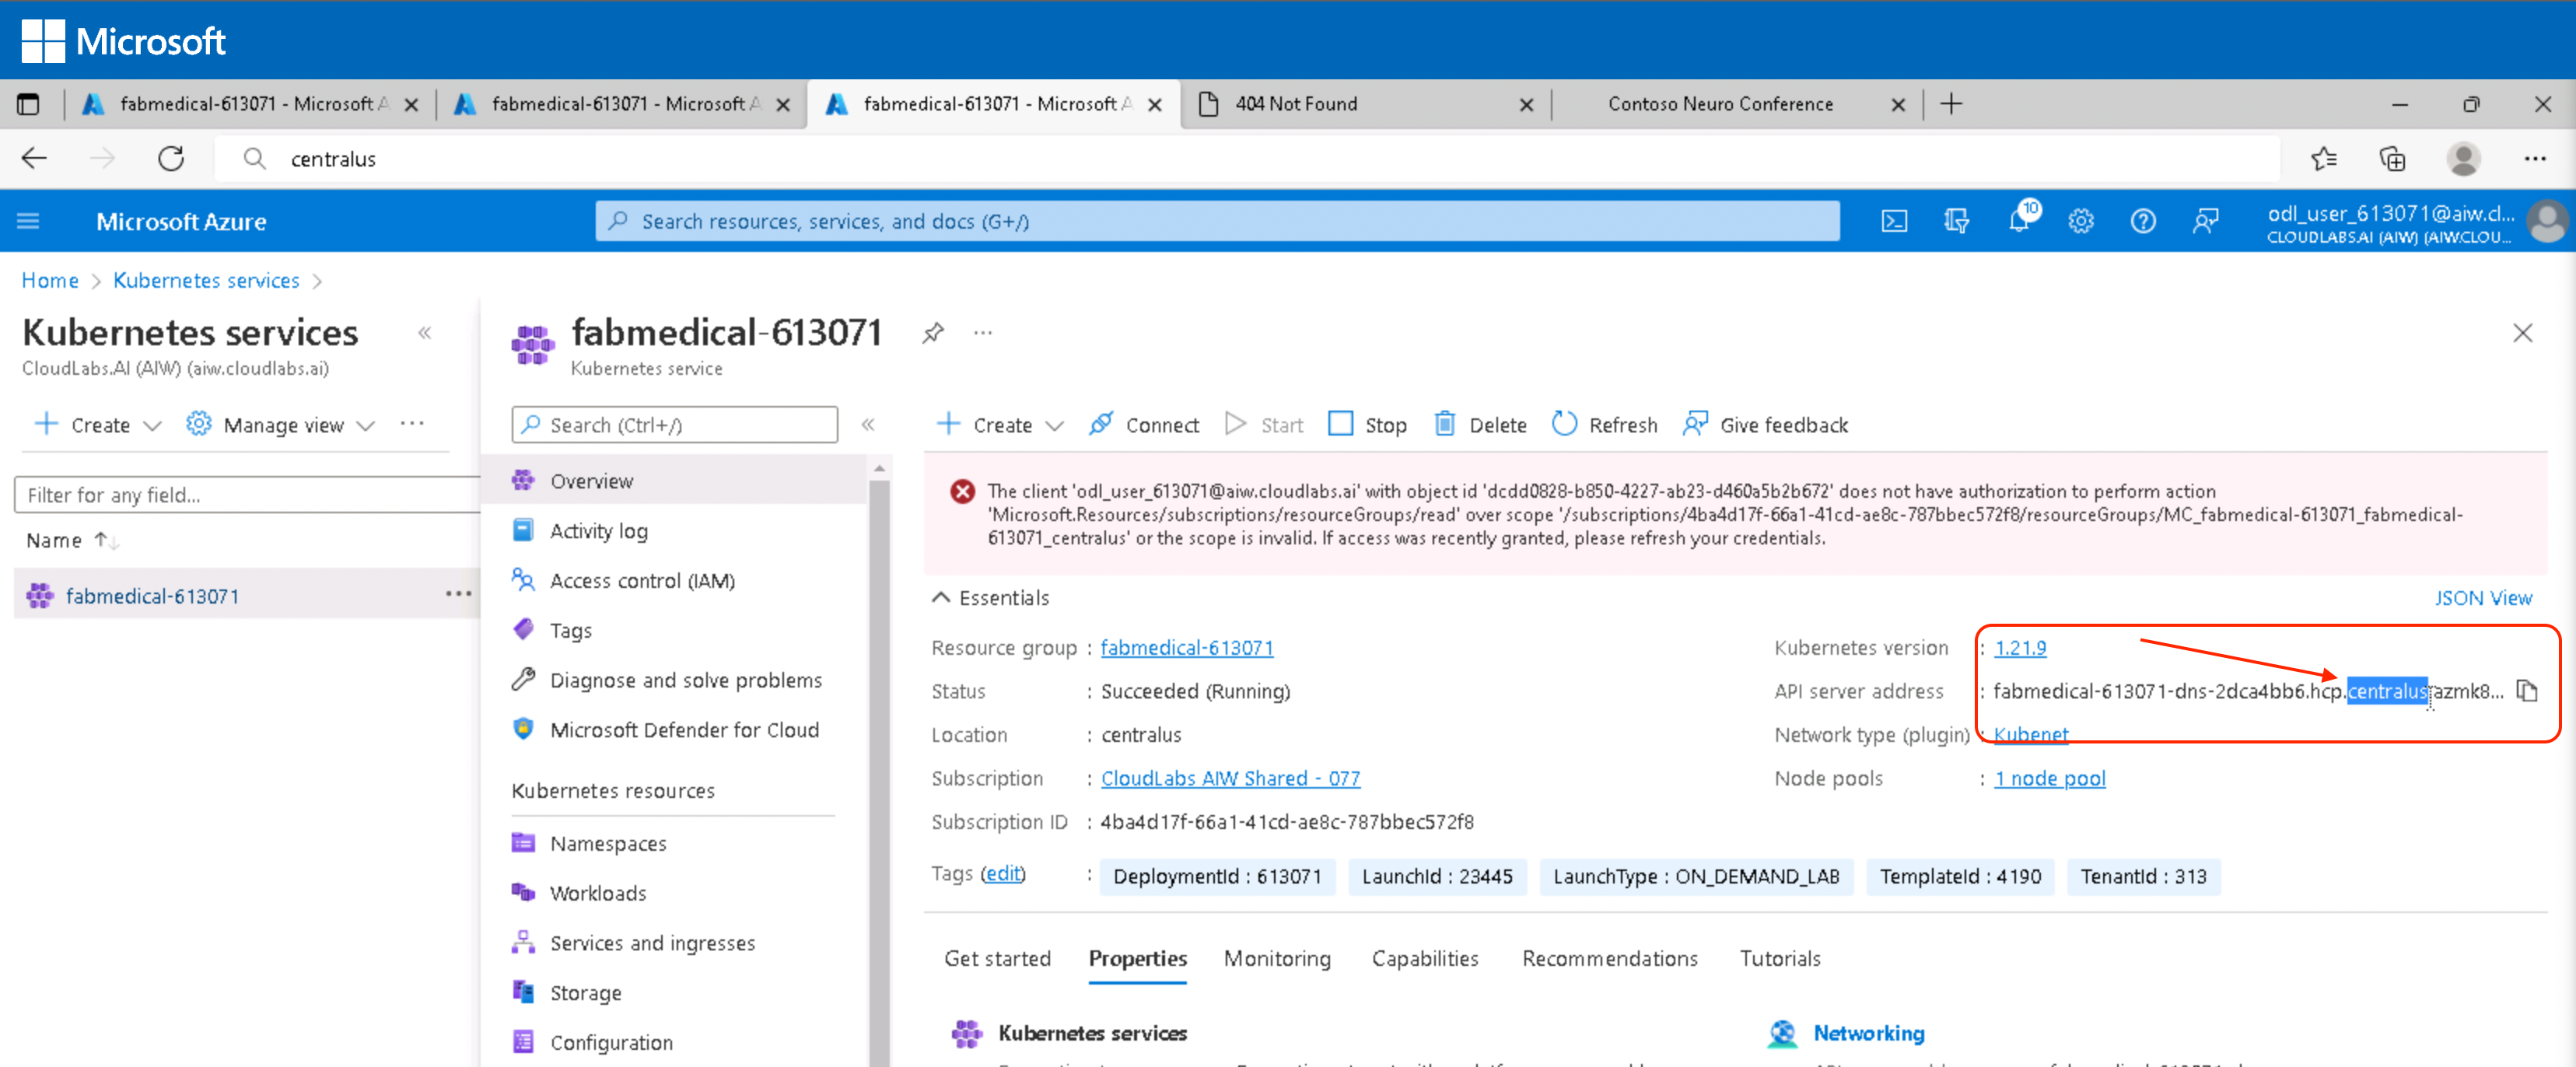 Microsoft
fabmedical-613071 - Microsoft A
fabmedical-613071 - Microsoft A
fabmedical-613071 - Microsoft A
404 Not Found
Contoso Neuro Conference
centralus
Microsoft Azure
Search resources, services, and docs (G+/)
10
odl_user_613071@aiw.cl...
CLOUDLABS.AI (AIW) (AIW.CLOU...
Home > Kubernetes services >
Kubernetes services
CloudLabs.AI (AIW) (aiw.cloudlabs.ai)
Create
Manage view
Filter for any field...
Name
fabmedical-613071
fabmedical-613071
Kubernetes service
Search (Ctrl+/)
Overview
Activity log
Access control (IAM)
Tags
Diagnose and solve problems
Microsoft Defender for Cloud
Kubernetes resources
Namespaces
Workloads
Services and ingresses
Storage
Configuration
Create
Connect
Start
Stop
Delete
Refresh
Give feedback
The client 'odl_user_613071@aiw.cloudlabs.ai' with object id 'dcdd0828-b850-4227-ab23-d460a5b2b672' does not have authorization to perform action
'Microsoft.Resources/subscriptions/resourceGroups/read' over scope '/subscriptions/4ba4d17f-66a1-41cd-ae8c-787bbec572f8/resourceGroups/MC_fabmedical-613071_fabmedical-
613071_centralus' or the scope is invalid. If access was recently granted, please refresh your credentials.
Essentials
JSON View
Resource group : fabmedical-613071
Status : Succeeded (Running)
Location : centralus
Subscription : CloudLabs AIW Shared - 077
Subscription ID : 4ba4d17f-66a1-41cd-ae8c-787bbec572f8
Kubernetes version : 1.21.9
API server address : fabmedical-613071-dns-2dca4bb6.hcp.centralus.azmk8...
Network type (plugin) : Kubenet
Node pools : 1 node pool
Tags (edit) : DeploymentId : 613071 LaunchId : 23445 LaunchType : ON_DEMAND_LAB TemplateId : 4190 TenantId : 313
Get started
Properties
Monitoring
Capabilities
Recommendations
Tutorials
Kubernetes services
Networking